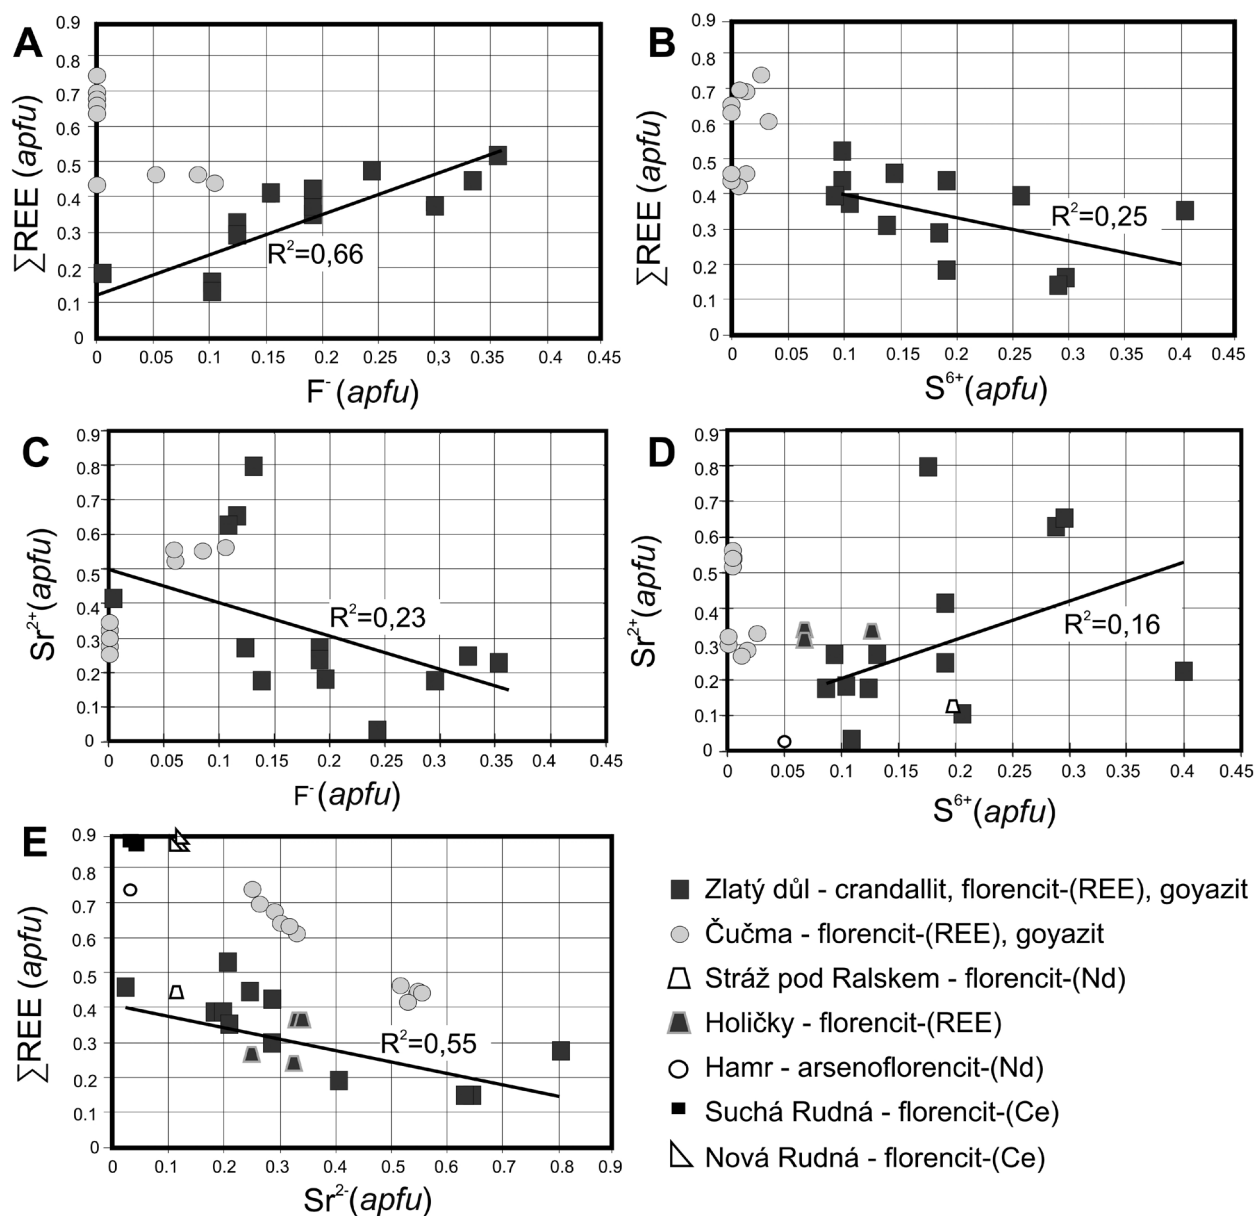 A
∑REE (apfu)
0.9
0.8
0.7
0.6
0.5
0.4
0.3
0.2
0.1
0
R²=0,66
0 0.05 0.1 0.15 0.2 0.25 0,3 0.35 0.4 0.45
F⁻(apfu)
B
∑REE (apfu)
0.9
0.8
0.7
0.6
0.5
0.4
0.3
0.2
0.1
0
R²=0,25
0 0.05 0.1 0.15 0.2 0.25 0.3 0.35 0.4 0.45
S⁶⁺(apfu)
C
Sr²⁺(apfu)
0.9
0.8
0.7
0.6
0.5
0.4
0.3
0.2
0.1
0
R²=0,23
0 0.05 0.1 0.15 0.2 0.25 0.3 0.35 0.4 0.45
F⁻(apfu)
D
Sr²⁺(apfu)
0.9
0.8
0.7
0.6
0.5
0.4
0.3
0.2
0.1
0
R²=0,16
0 0.05 0.1 0.15 0.2 0.25 0.3 0.35 0.4 0.45
S⁶⁺(apfu)
E
∑REE (apfu)
0.9
0.8
0.7
0.6
0.5
0.4
0.3
0.2
0.1
0
R²=0,55
0 0.1 0.2 0.3 0.4 0.5 0.6 0.7 0.8 0.9
Sr²⁻(apfu)
Zlatý důl - crandallit, florencit-(REE), goyazit
Čučma - florencit-(REE), goyazit
Stráž pod Ralskem - florencit-(Nd)
Holičky - florencit-(REE)
Hamr - arsenoflorencit-(Nd)
Suchá Rudná - florencit-(Ce)
Nová Rudná - florencit-(Ce)